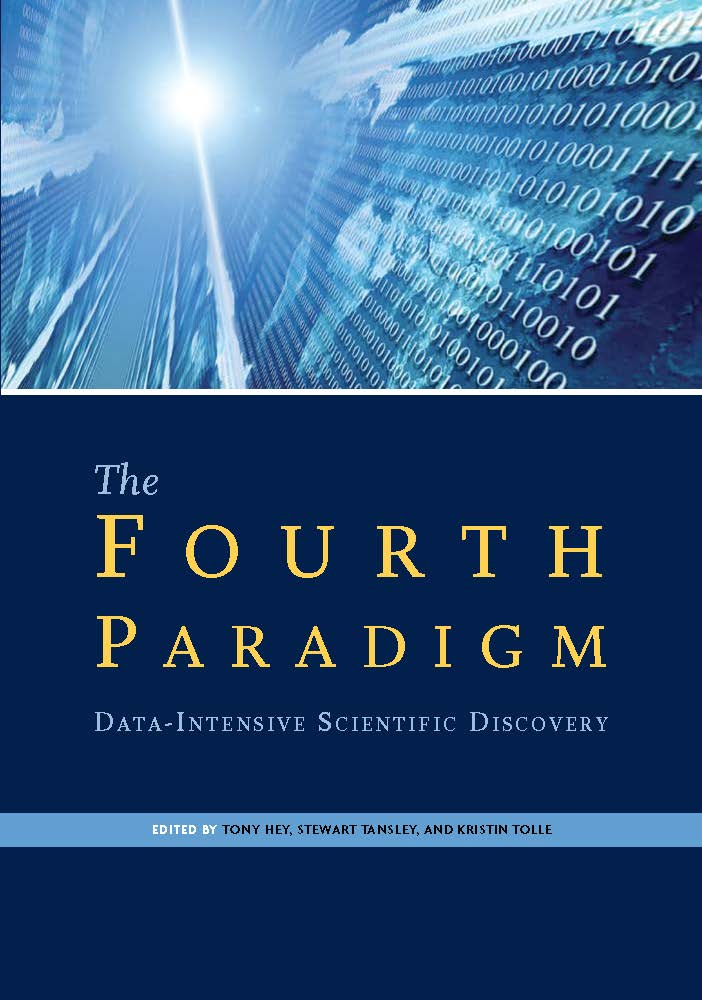 The
FOURTH
PARADIGM
DATA-INTENSIVE SCIENTIFIC DISCOVERY
EDITED BY TONY HEY, STEWART TANSLEY, AND KRISTIN TOLLE